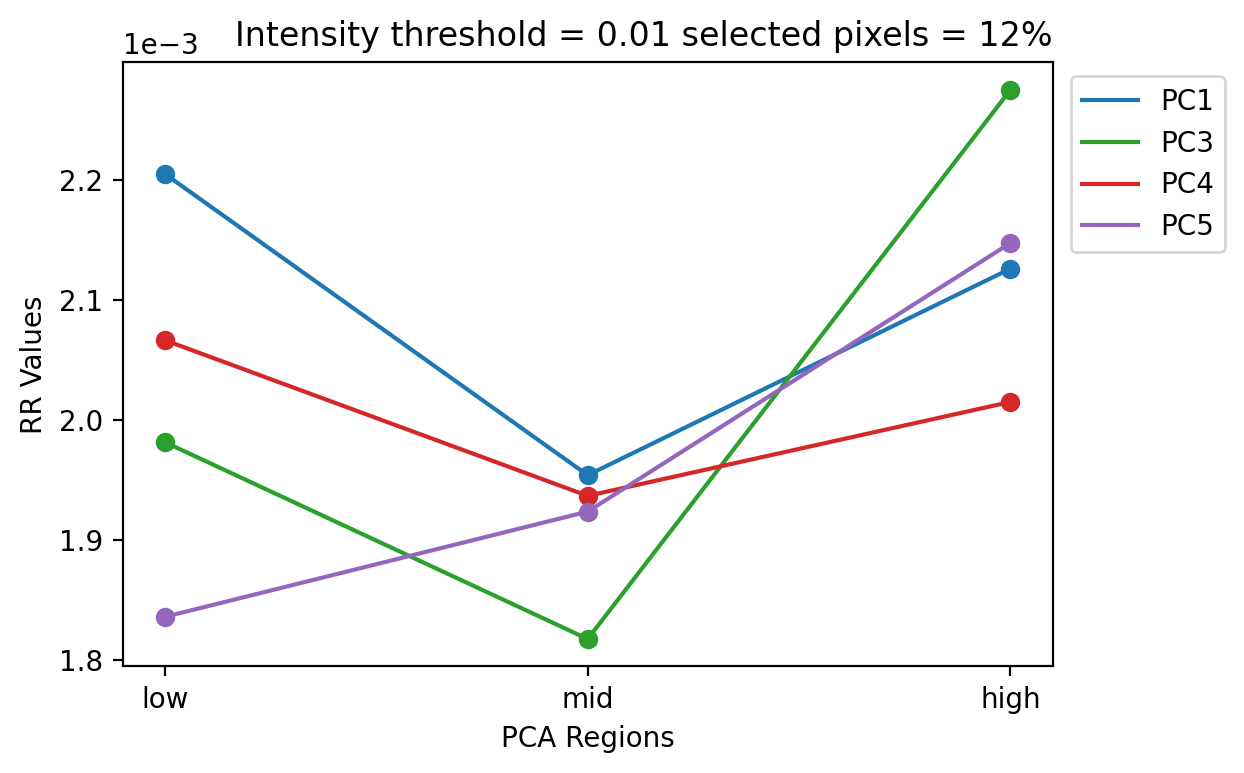 1e−3
Intensity threshold = 0.01 selected pixels = 12%
PC1
PC3
PC4
PC5
2.2
2.1
2.0
1.9
1.8
RR Values
low
mid
high
PCA Regions